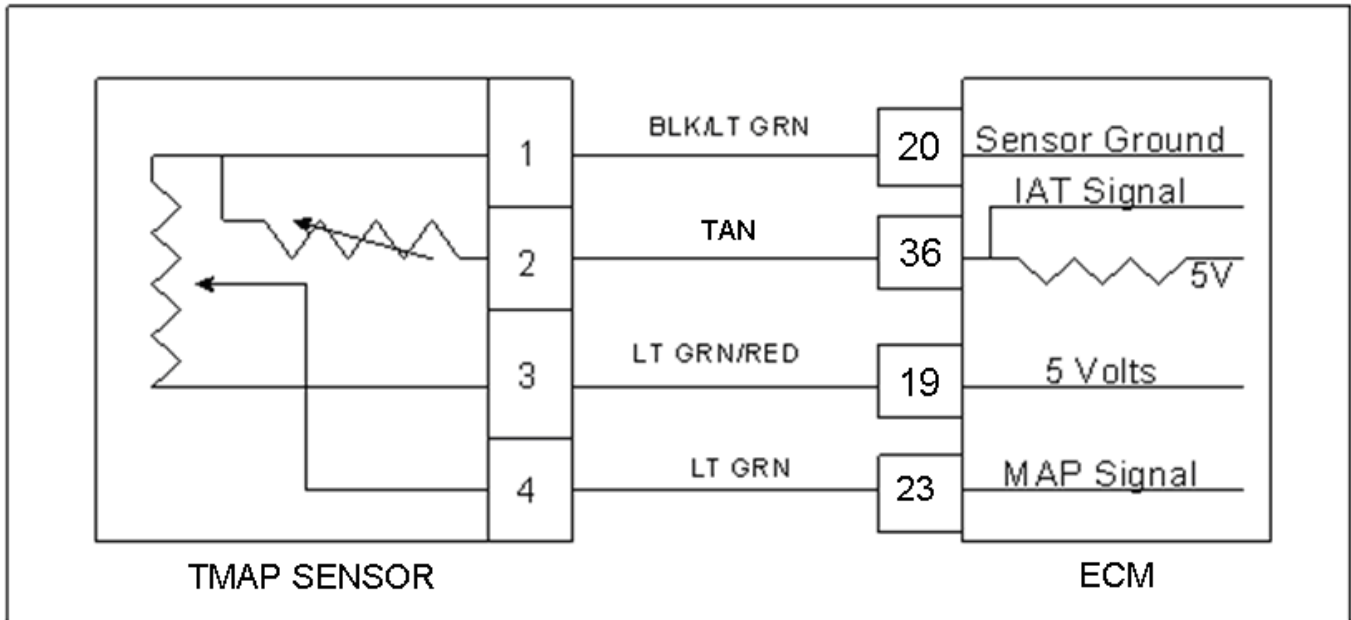 1
BLK/LT GRN
20
Sensor Ground
IAT Signal
2
TAN
36
5V
3
LT GRN/RED
19
5 Volts
4
LT GRN
23
MAP Signal
TMAP SENSOR
ECM